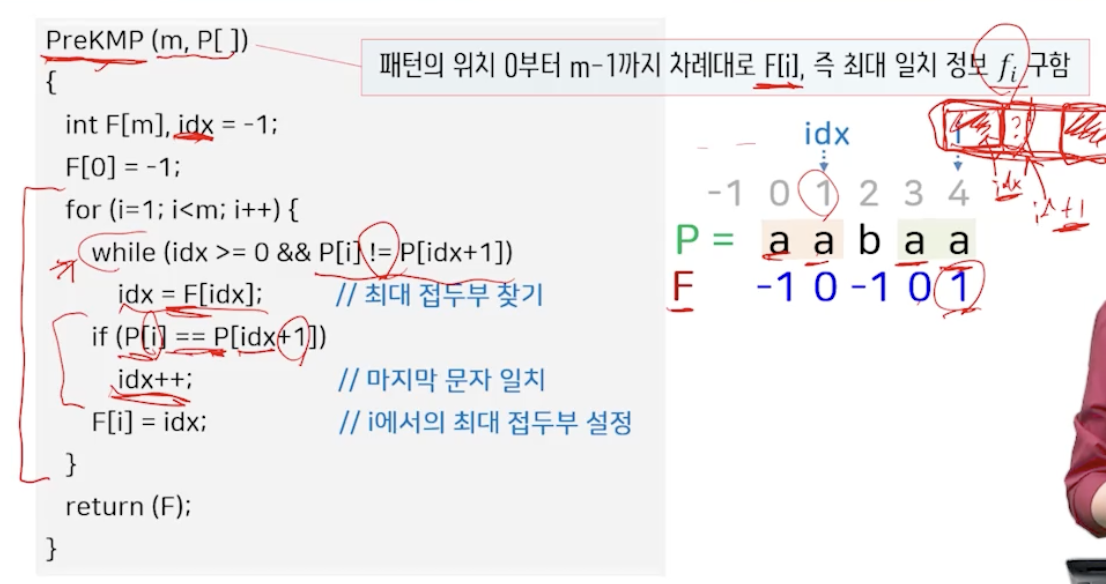 PreKMP (m, P[ ])
패턴의 위치 0부터 m-1까지 차례대로 F[i], 즉 최대 일치 정보 fi 구함
{
int F[m], idx = -1;
F[0] = -1;
for (i=1; i<m; i++) {
while (idx >= 0 && P[i] != P[idx+1])
idx = F[idx]; // 최대 접두부 찾기
if (P[i] == P[idx+1])
idx++; // 마지막 문자 일치
F[i] = idx; // i에서의 최대 접두부 설정
}
return (F);
}
idx i
?
idx
-1 0 1 2 3 4
P = a a b a a
F -1 0 -1 0 1